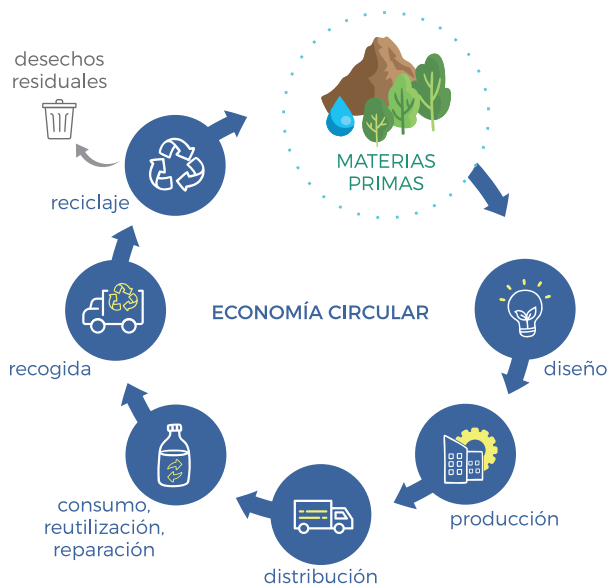 desechos
residuales
MATERIAS
PRIMAS
reciclaje
ECONOMÍA CIRCULAR
recogida
diseño
consumo,
reutilización,
reparación
producción
distribución